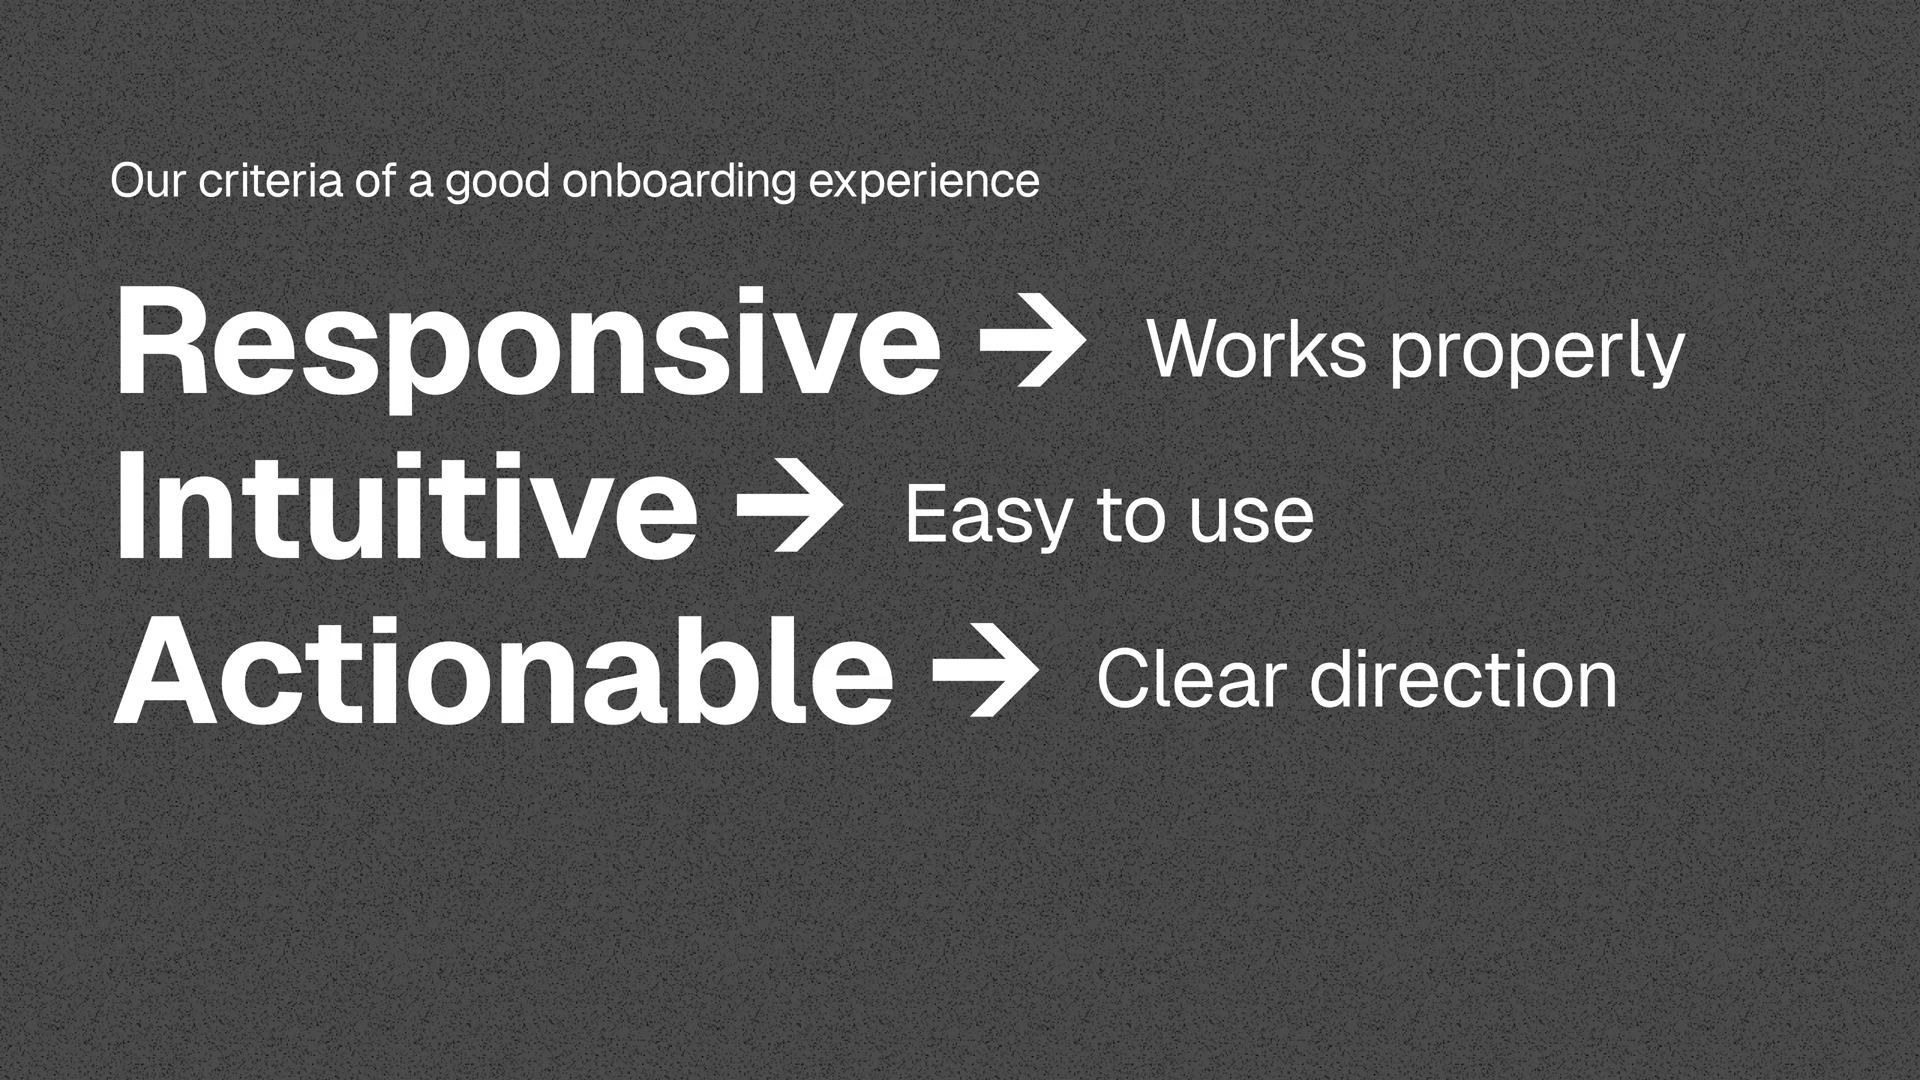 Our criteria of a good onboarding experience
Responsive → Works properly
Intuitive → Easy to use
Actionable → Clear direction